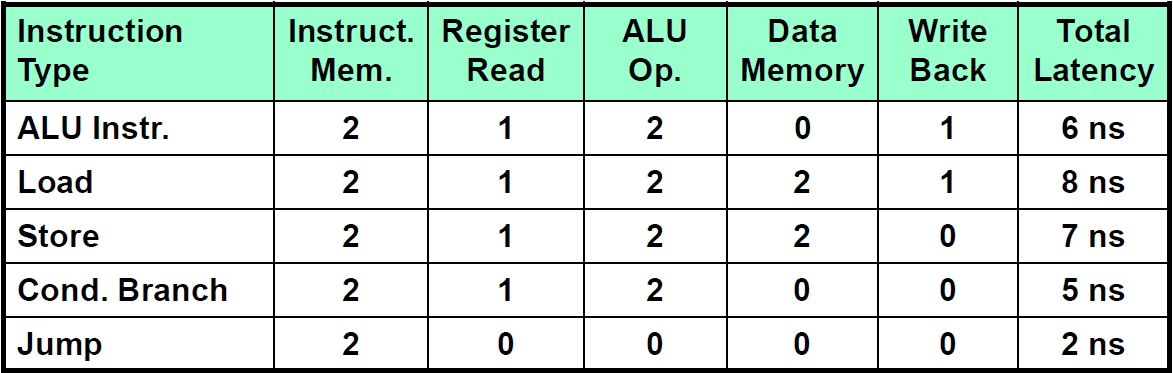 Instruction Type Instruct. Mem. Register Read ALU Op. Data Memory Write Back Total Latency
ALU Instr. 2 1 2 0 1 6 ns
Load 2 1 2 2 1 8 ns
Store 2 1 2 2 0 7 ns
Cond. Branch 2 1 2 0 0 5 ns
Jump 2 0 0 0 0 2 ns